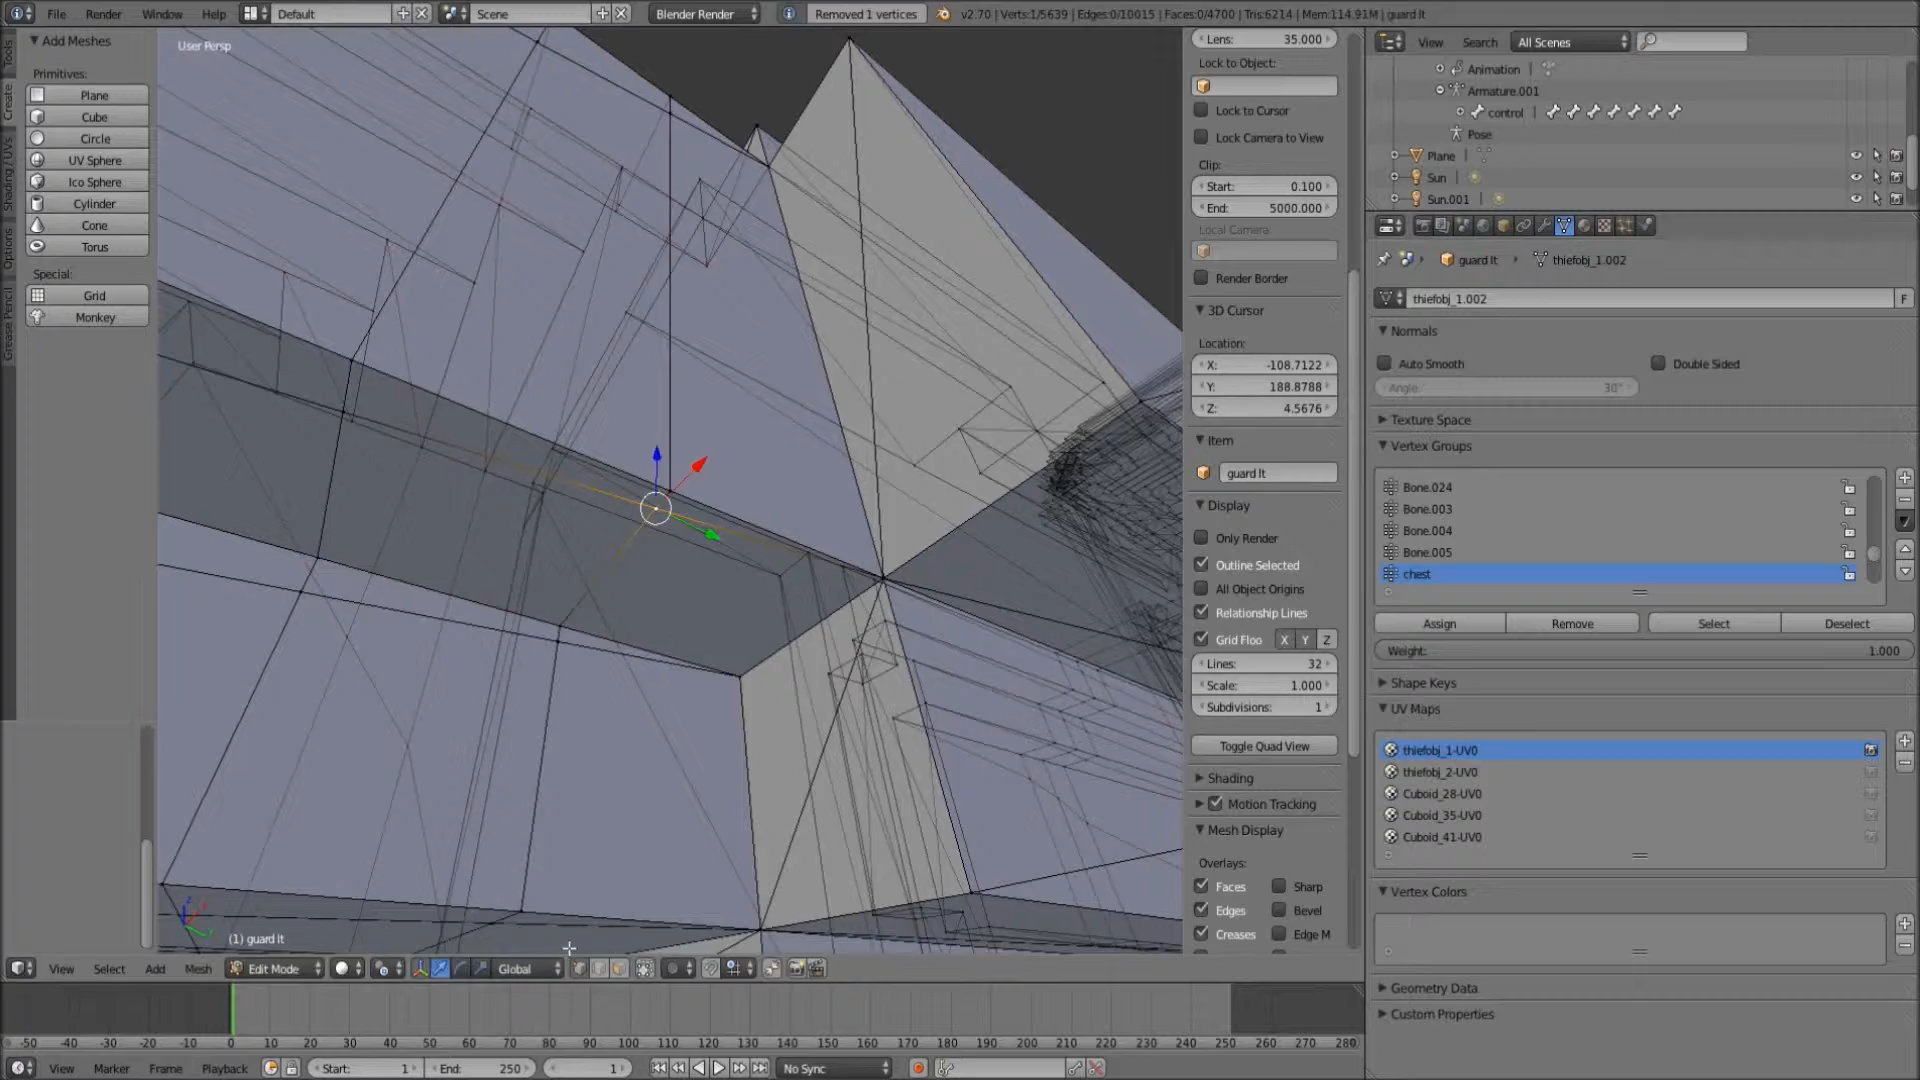 File Render Window Help Default Scene Blender Render Removed 1 vertices v2.70 | Verts:1/5639 | Edges:0/10015 | Faces:0/4700 | Tris:6214 | Mem:114.91M | guard lt
Add Meshes
Primitives:
Plane
Cube
Circle
UV Sphere
Ico Sphere
Cylinder
Cone
Torus
Special:
Grid
Monkey
Tools
Create
Shading / UVs
Options
Grease Pencil
User Persp
(1) guard lt
Lens: 35.000
Lock to Object:
Lock to Cursor
Lock Camera to View
Clip:
Start: 0.100
End: 5000.000
Local Camera:
Render Border
3D Cursor
Location:
X: -108.7122
Y: 188.8788
Z: 4.5676
Item
guard lt
Display
Only Render
Outline Selected
All Object Origins
Relationship Lines
Grid Floo X Y Z
Lines: 32
Scale: 1.000
Subdivisions: 1
Toggle Quad View
Shading
Motion Tracking
Mesh Display
Overlays:
Faces Sharp
Edges Bevel
Creases Edge M
View Search All Scenes
Animation
Armature.001
control
Pose
Plane
Sun
Sun.001
guard lt thiefobj_1.002
thiefobj_1.002 F
Normals
Auto Smooth Double Sided
Angle: 30°
Texture Space
Vertex Groups
Bone.024
Bone.003
Bone.004
Bone.005
chest
Assign Remove Select Deselect
Weight: 1.000
Shape Keys
UV Maps
thiefobj_1-UV0
thiefobj_2-UV0
Cuboid_28-UV0
Cuboid_35-UV0
Cuboid_41-UV0
Vertex Colors
Geometry Data
Custom Properties
View Select Add Mesh Edit Mode Global
-50 -40 -30 -20 -10 0 10 20 30 40 50 60 70 80 90 100 110 120 130 140 150 160 170 180 190 200 210 220 230 240 250 260 270 280
View Marker Frame Playback Start: 1 End: 250 1 No Sync